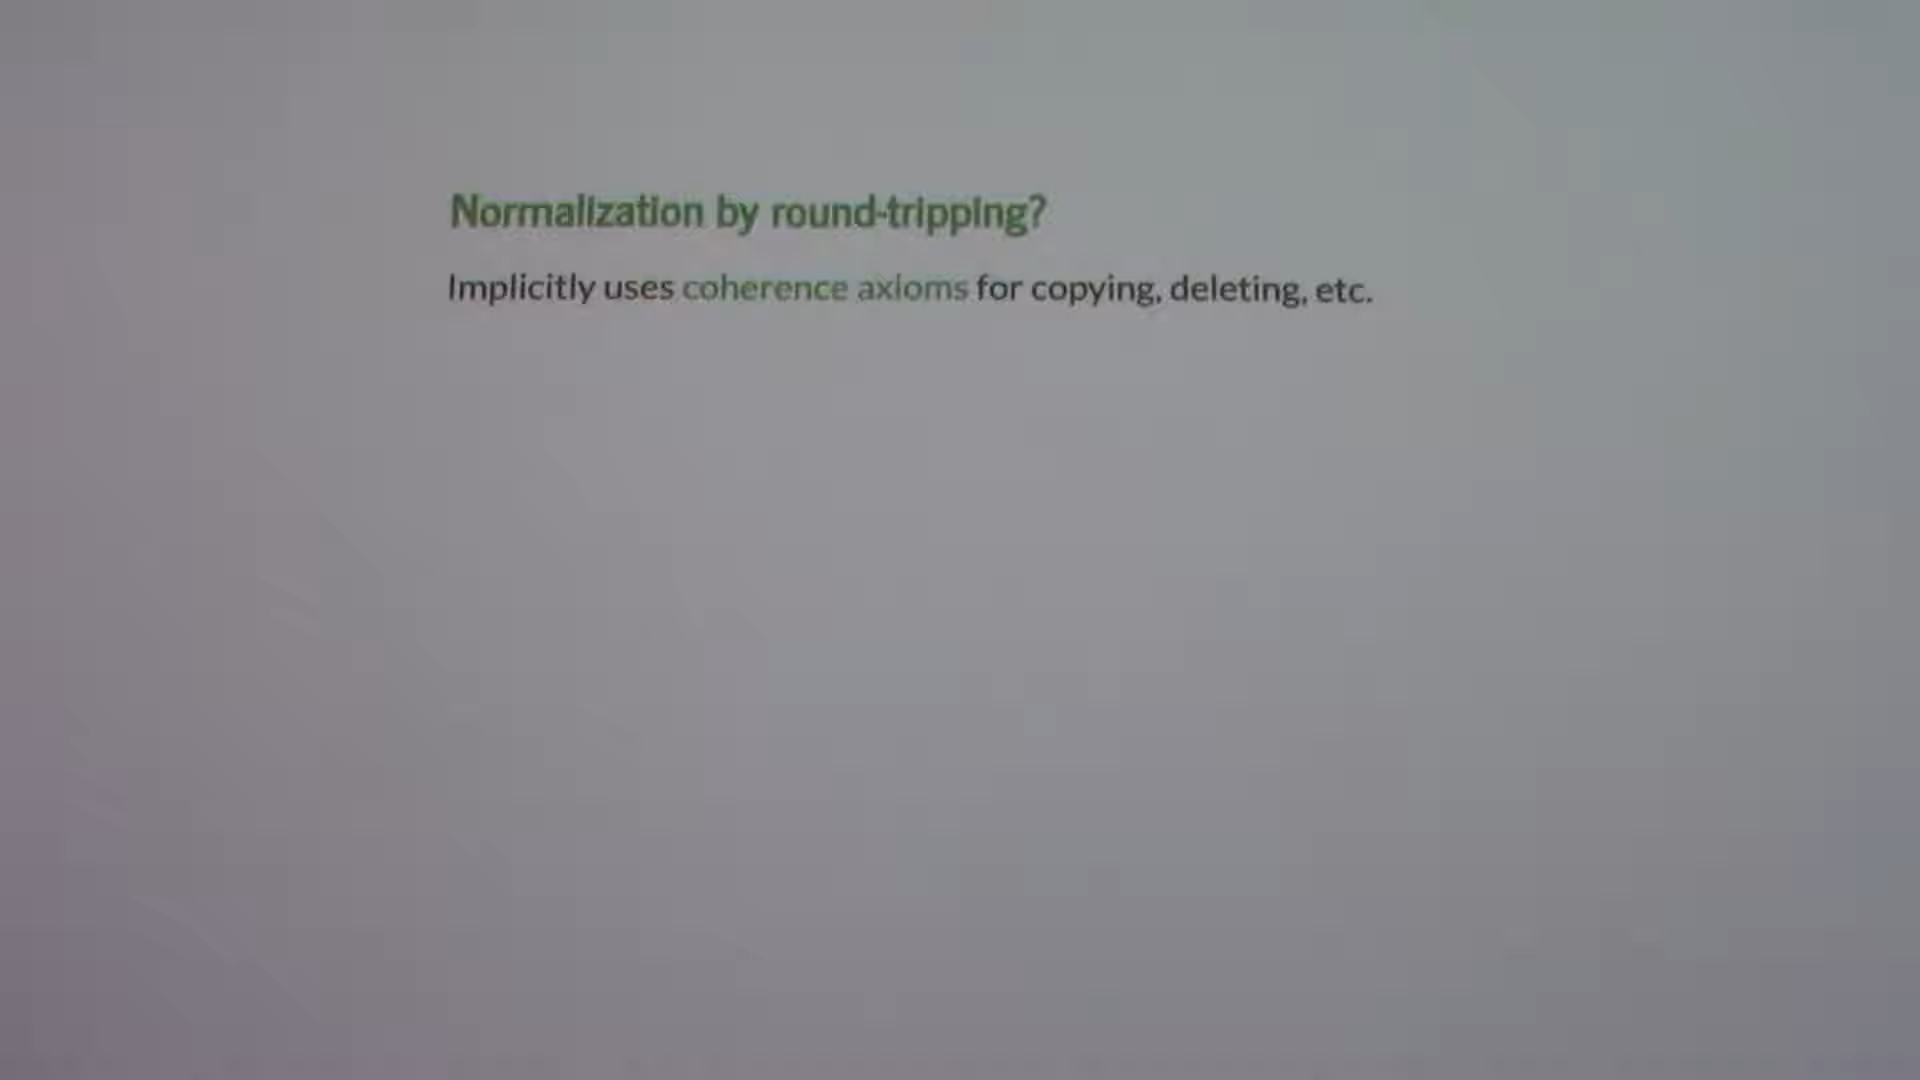 Normalization by round-tripping?
Implicitly uses coherence axioms for copying, deleting, etc.